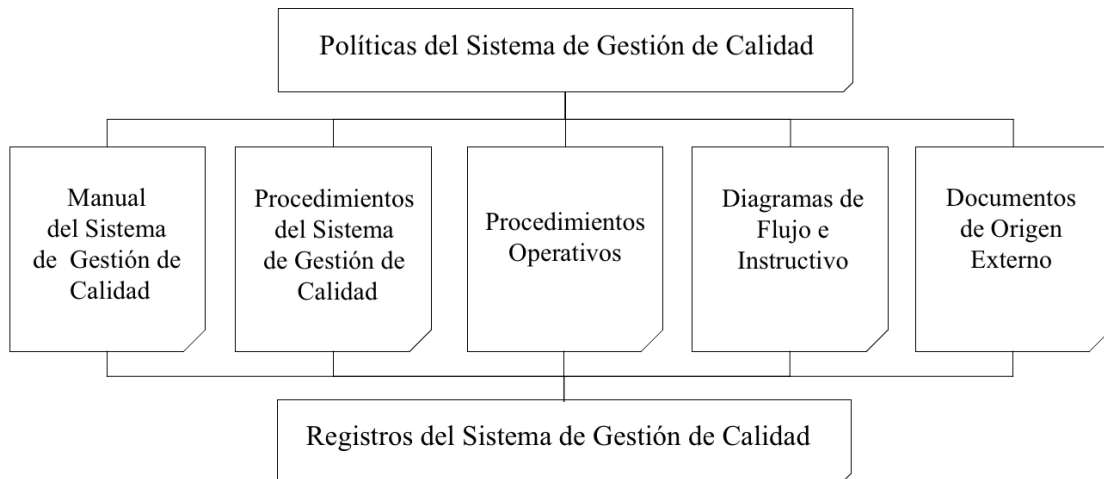 Políticas del Sistema de Gestión de Calidad
Manual
del Sistema
de Gestión de
Calidad
Procedimientos
del Sistema
de Gestión de
Calidad
Procedimientos
Operativos
Diagramas de
Flujo e
Instructivo
Documentos
de Origen
Externo
Registros del Sistema de Gestión de Calidad